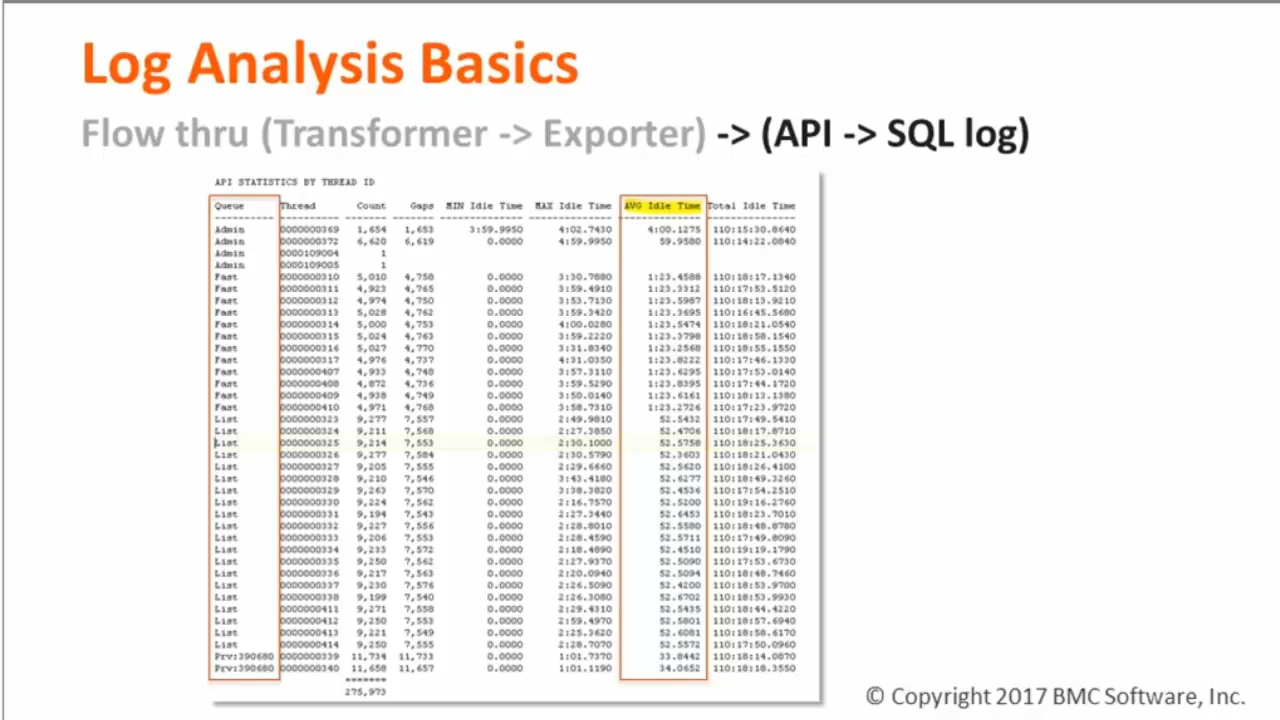 Log Analysis Basics
Flow thru (Transformer -> Exporter) -> (API -> SQL log)
API STATISTICS BY THREAD ID
Queue Thread Count Gaps MIN Idle Time MAX Idle Time AVG Idle Time Total Idle Time
Admin 0000000369 1,654 1,653 3:59.9950 4:02.7430 4:00.1275 110:15:30.8640
Admin 0000000372 6,620 6,619 0.0000 4:59.9950 59.9580 110:14:22.0840
Admin 0000109004 1
Admin 0000109005 1
Fast 0000000310 5,010 4,758 0.0000 3:30.7880 1:23.4588 110:18:17.1340
Fast 0000000311 4,923 4,765 0.0000 3:59.4910 1:23.3312 110:17:53.5120
Fast 0000000312 4,974 4,750 0.0000 3:53.7130 1:23.5987 110:18:13.9210
Fast 0000000313 5,028 4,762 0.0000 3:59.3420 1:23.3695 110:16:45.5680
Fast 0000000314 5,000 4,753 0.0000 4:00.0280 1:23.5474 110:18:21.0540
Fast 0000000315 5,024 4,763 0.0000 3:59.2220 1:23.3798 110:18:58.1540
Fast 0000000316 5,027 4,770 0.0000 3:31.8340 1:23.2568 110:18:55.1550
Fast 0000000317 4,976 4,737 0.0000 4:31.0350 1:23.8222 110:17:46.1330
Fast 0000000407 4,933 4,748 0.0000 3:57.3110 1:23.6295 110:17:53.0140
Fast 0000000408 4,872 4,736 0.0000 3:59.5290 1:23.8395 110:17:44.1720
Fast 0000000409 4,938 4,749 0.0000 3:50.0140 1:23.6161 110:18:13.1380
Fast 0000000410 4,971 4,768 0.0000 3:58.7310 1:23.2726 110:17:23.9720
List 0000000323 9,277 7,557 0.0000 2:49.9810 52.5432 110:17:49.5410
List 0000000324 9,211 7,568 0.0000 2:27.3850 52.4706 110:18:17.8710
List 0000000325 9,214 7,553 0.0000 2:30.1000 52.5758 110:18:25.3630
List 0000000326 9,277 7,584 0.0000 2:30.5790 52.3603 110:18:21.0430
List 0000000327 9,205 7,555 0.0000 2:29.6660 52.5620 110:18:26.4100
List 0000000328 9,210 7,546 0.0000 3:43.4180 52.6277 110:18:49.3260
List 0000000329 9,263 7,570 0.0000 3:38.3820 52.4536 110:17:54.2510
List 0000000330 9,224 7,562 0.0000 2:16.7570 52.5200 110:19:16.2760
List 0000000331 9,194 7,543 0.0000 2:27.3440 52.6453 110:18:23.7010
List 0000000332 9,227 7,556 0.0000 2:28.8010 52.5580 110:18:48.8780
List 0000000333 9,206 7,553 0.0000 2:28.4590 52.5711 110:17:49.8090
List 0000000334 9,233 7,572 0.0000 2:18.4890 52.4510 110:19:19.1790
List 0000000335 9,250 7,562 0.0000 2:27.9370 52.5090 110:17:53.6730
List 0000000336 9,217 7,563 0.0000 2:20.0940 52.5094 110:18:48.7460
List 0000000337 9,230 7,576 0.0000 2:26.5090 52.4200 110:18:53.9700
List 0000000338 9,199 7,540 0.0000 2:26.3080 52.6702 110:18:53.9930
List 0000000411 9,271 7,558 0.0000 2:29.4310 52.5435 110:18:44.4220
List 0000000412 9,250 7,553 0.0000 2:59.4970 52.5801 110:18:57.6940
List 0000000413 9,221 7,549 0.0000 2:25.3620 52.6081 110:18:58.6170
List 0000000414 9,250 7,555 0.0000 2:28.7070 52.5572 110:17:50.0960
Prv:390680 0000000339 11,734 11,733 0.0000 1:01.7370 33.8442 110:18:14.0870
Prv:390680 0000000340 11,658 11,657 0.0000 1:01.1190 34.0652 110:18:18.3550
=======
275,973
© Copyright 2017 BMC Software, Inc.